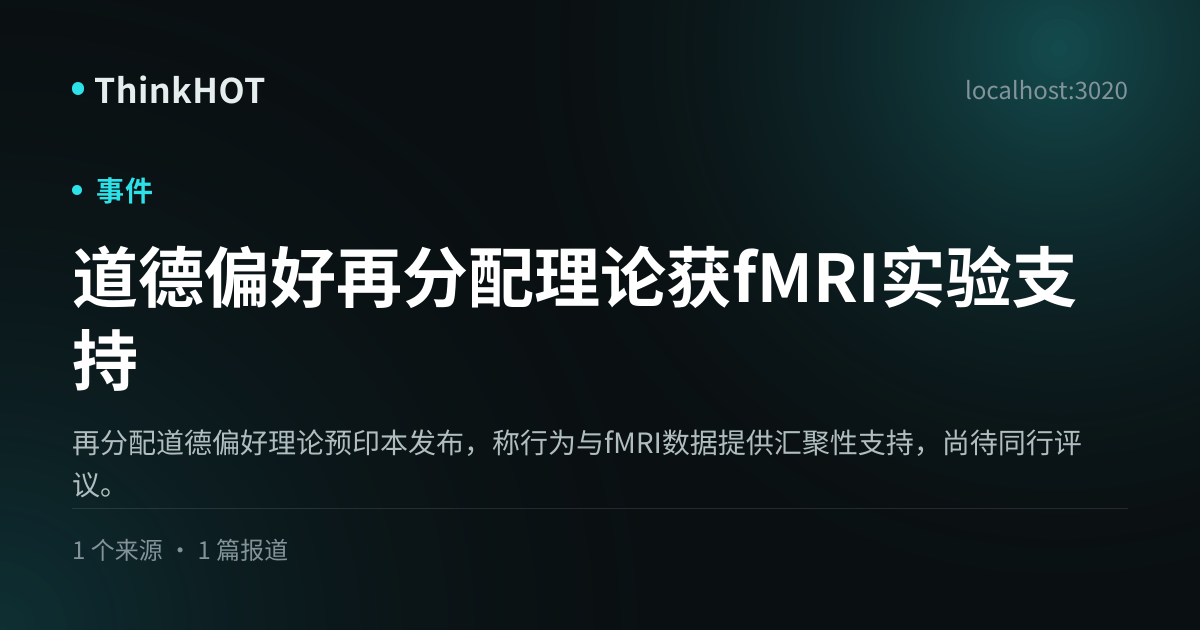 ThinkHOT
localhost:3020
事件
道德偏好再分配理论获fMRI实验支
持
再分配道德偏好理论预印本发布，称行为与fMRI数据提供汇聚性支持，尚待同行评
议。
1 个来源 · 1 篇报道